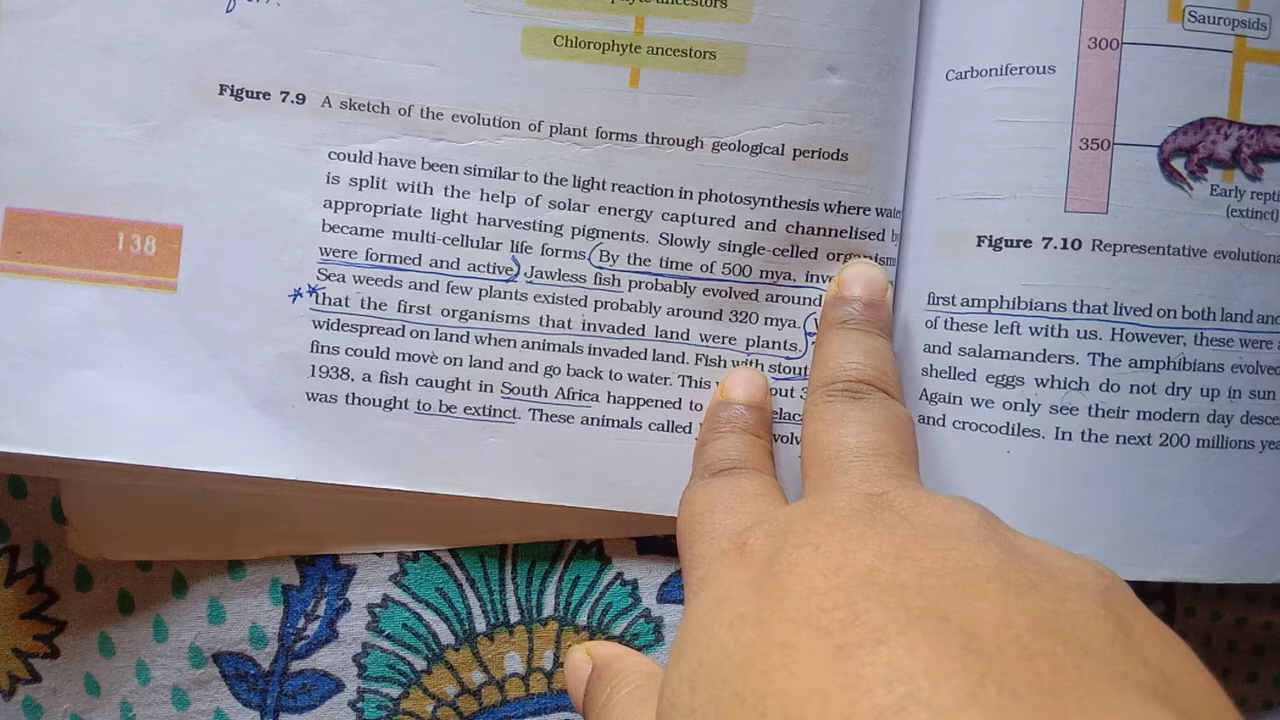 ancestors
Chlorophyte ancestors
Figure 7.9 A sketch of the evolution of plant forms through geological periods
could have been similar to the light reaction in photosynthesis where
is split with the help of solar energy captured and channelised
appropriate light harvesting pigments. Slowly single-celled organisms
became multi-cellular life forms. (By the time of 500 mya,
were formed and active) Jawless fish probably evolved around
Sea weeds and few plants existed probably around 320 mya.
** that the first organisms that invaded land were plants.
widespread on land when animals invaded land. Fish with stout
fins could move on land and go back to water. This
1938, a fish caught in South Africa happened to
was thought to be extinct. These animals called
138
Sauropsids
300
Carboniferous
350
Early
(extinct)
Figure 7.10 Representative
first amphibians that lived on both land
of these left with us. However, these were
and salamanders. The amphibians evolved
shelled eggs which do not dry up in sun
Again we only see their modern day
and crocodiles. In the next 200 millions